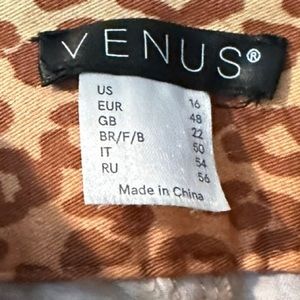 VENUS®
US 16
EUR 48
GB 22
BR/F/B 50
IT 54
RU 56
Made in China